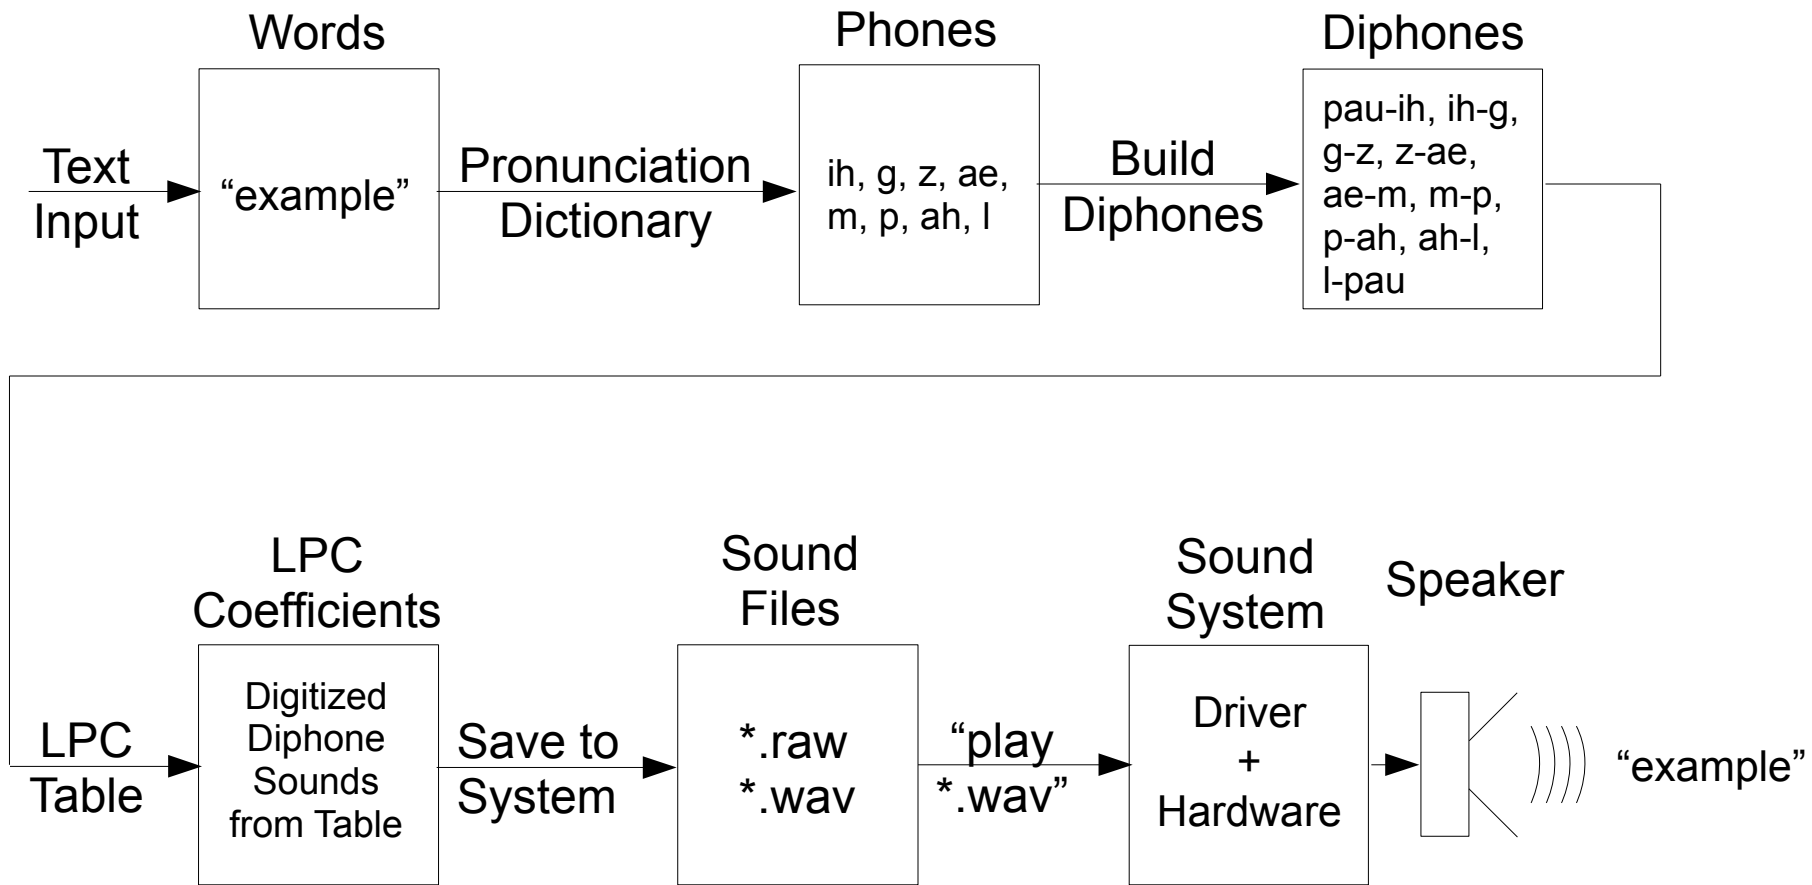 Words
Text
Input
“example”
Pronunciation
Dictionary
Phones
ih, g, z, ae,
m, p, ah, l
Build
Diphones
Diphones
pau-ih, ih-g,
g-z, z-ae,
ae-m, m-p,
p-ah, ah-l,
l-pau
LPC
Table
LPC
Coefficients
Digitized
Diphone
Sounds
from Table
Save to
System
Sound
Files
*.raw
*.wav
“play
*.wav”
Sound
System
Driver
+
Hardware
Speaker
“example”